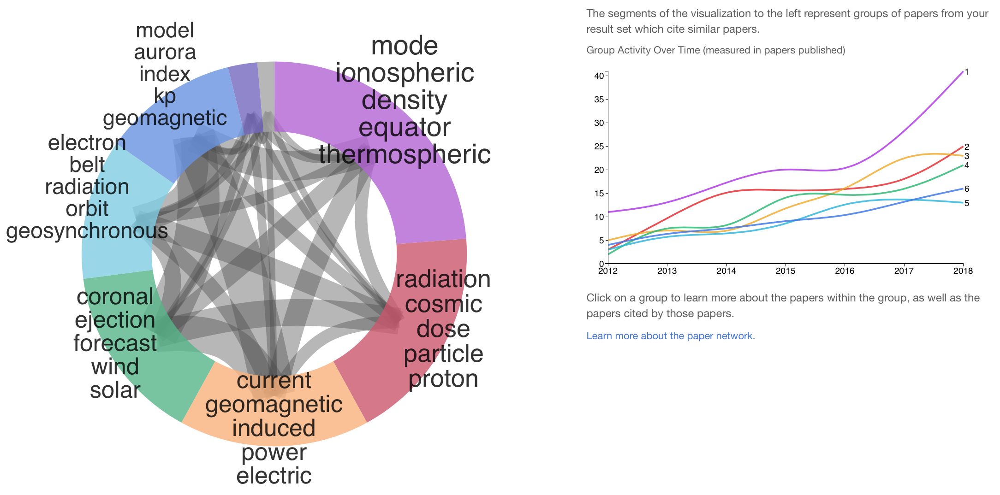 model
aurora
index
kp
geomagnetic
mode
ionospheric
density
equator
thermospheric
electron
belt
radiation
orbit
geosynchronous
radiation
cosmic
dose
particle
proton
coronal
ejection
forecast
wind
solar
current
geomagnetic
induced
power
electric
The segments of the visualization to the left represent groups of papers from your
result set which cite similar papers.
Group Activity Over Time (measured in papers published)
40
35
30
25
20
15
10
5
0
1
2
3
4
6
5
2012 2013 2014 2015 2016 2017 2018
Click on a group to learn more about the papers within the group, as well as the
papers cited by those papers.
Learn more about the paper network.